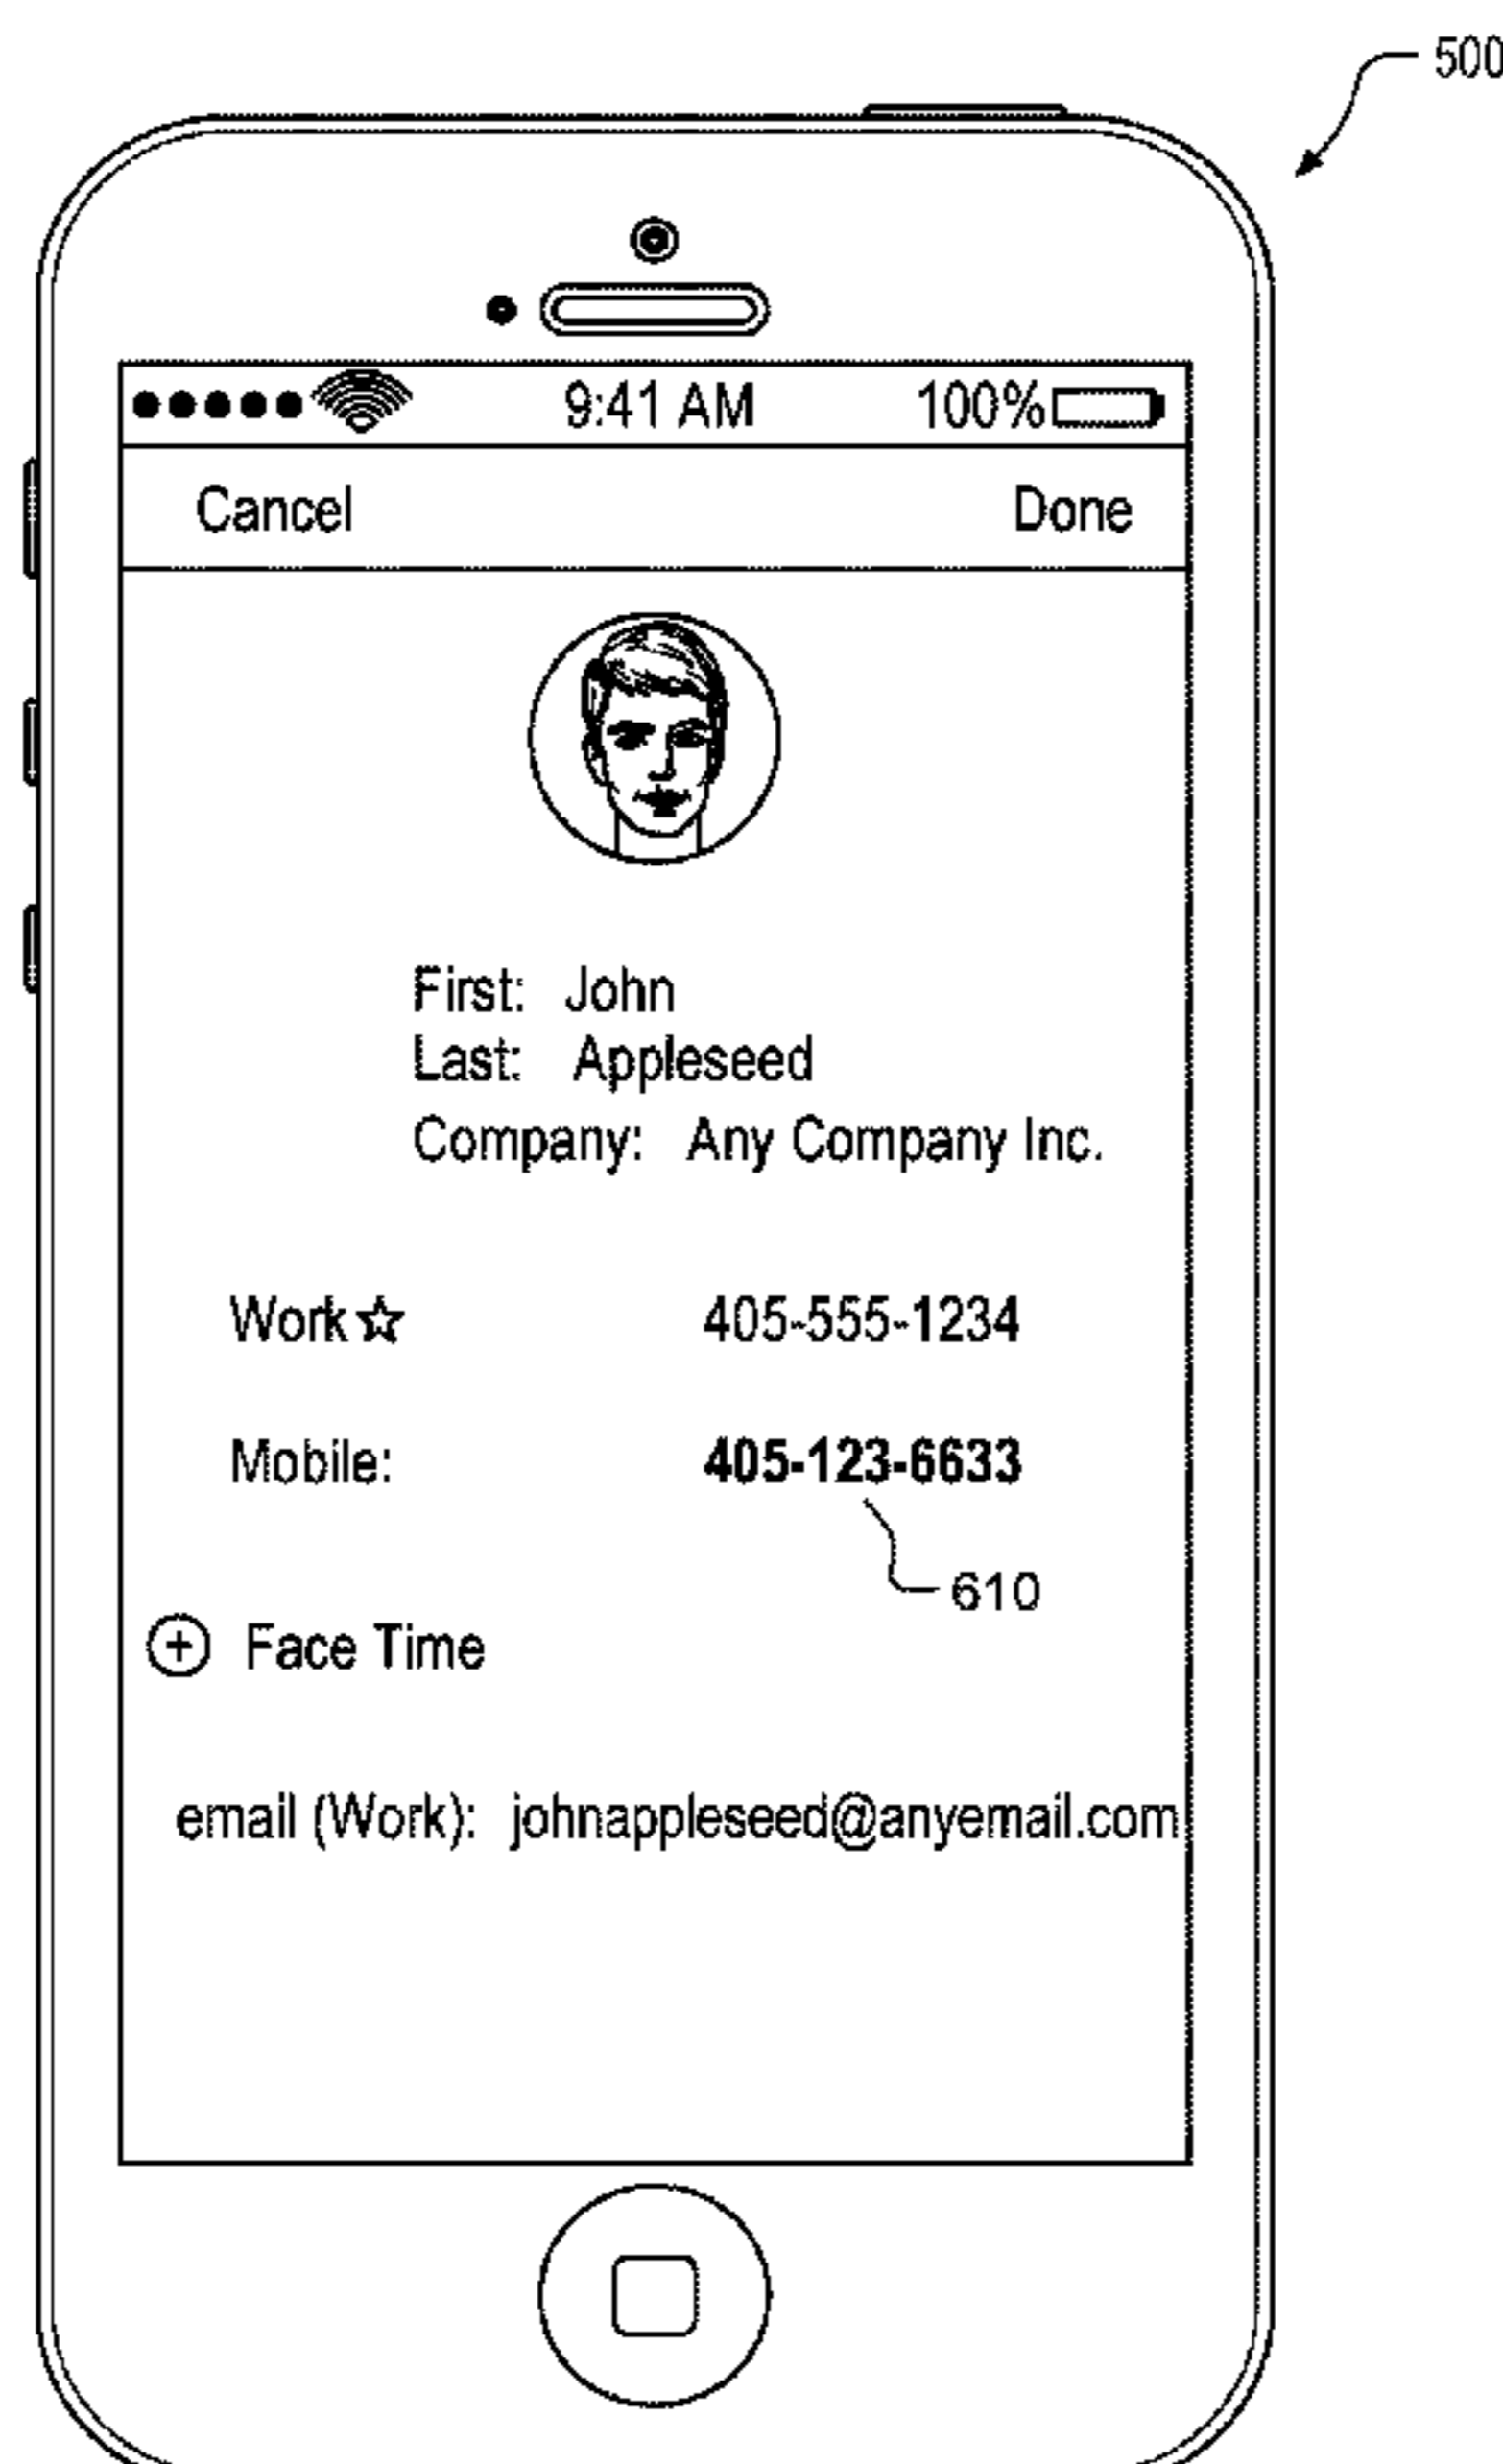 500
9:41 AM 100%
Cancel Done
First: John
Last: Appleseed
Company: Any Company Inc.
Work☆ 405-555-1234
Mobile: 405-123-6633
610
Face Time
email (Work): johnappleseed@anyemail.com